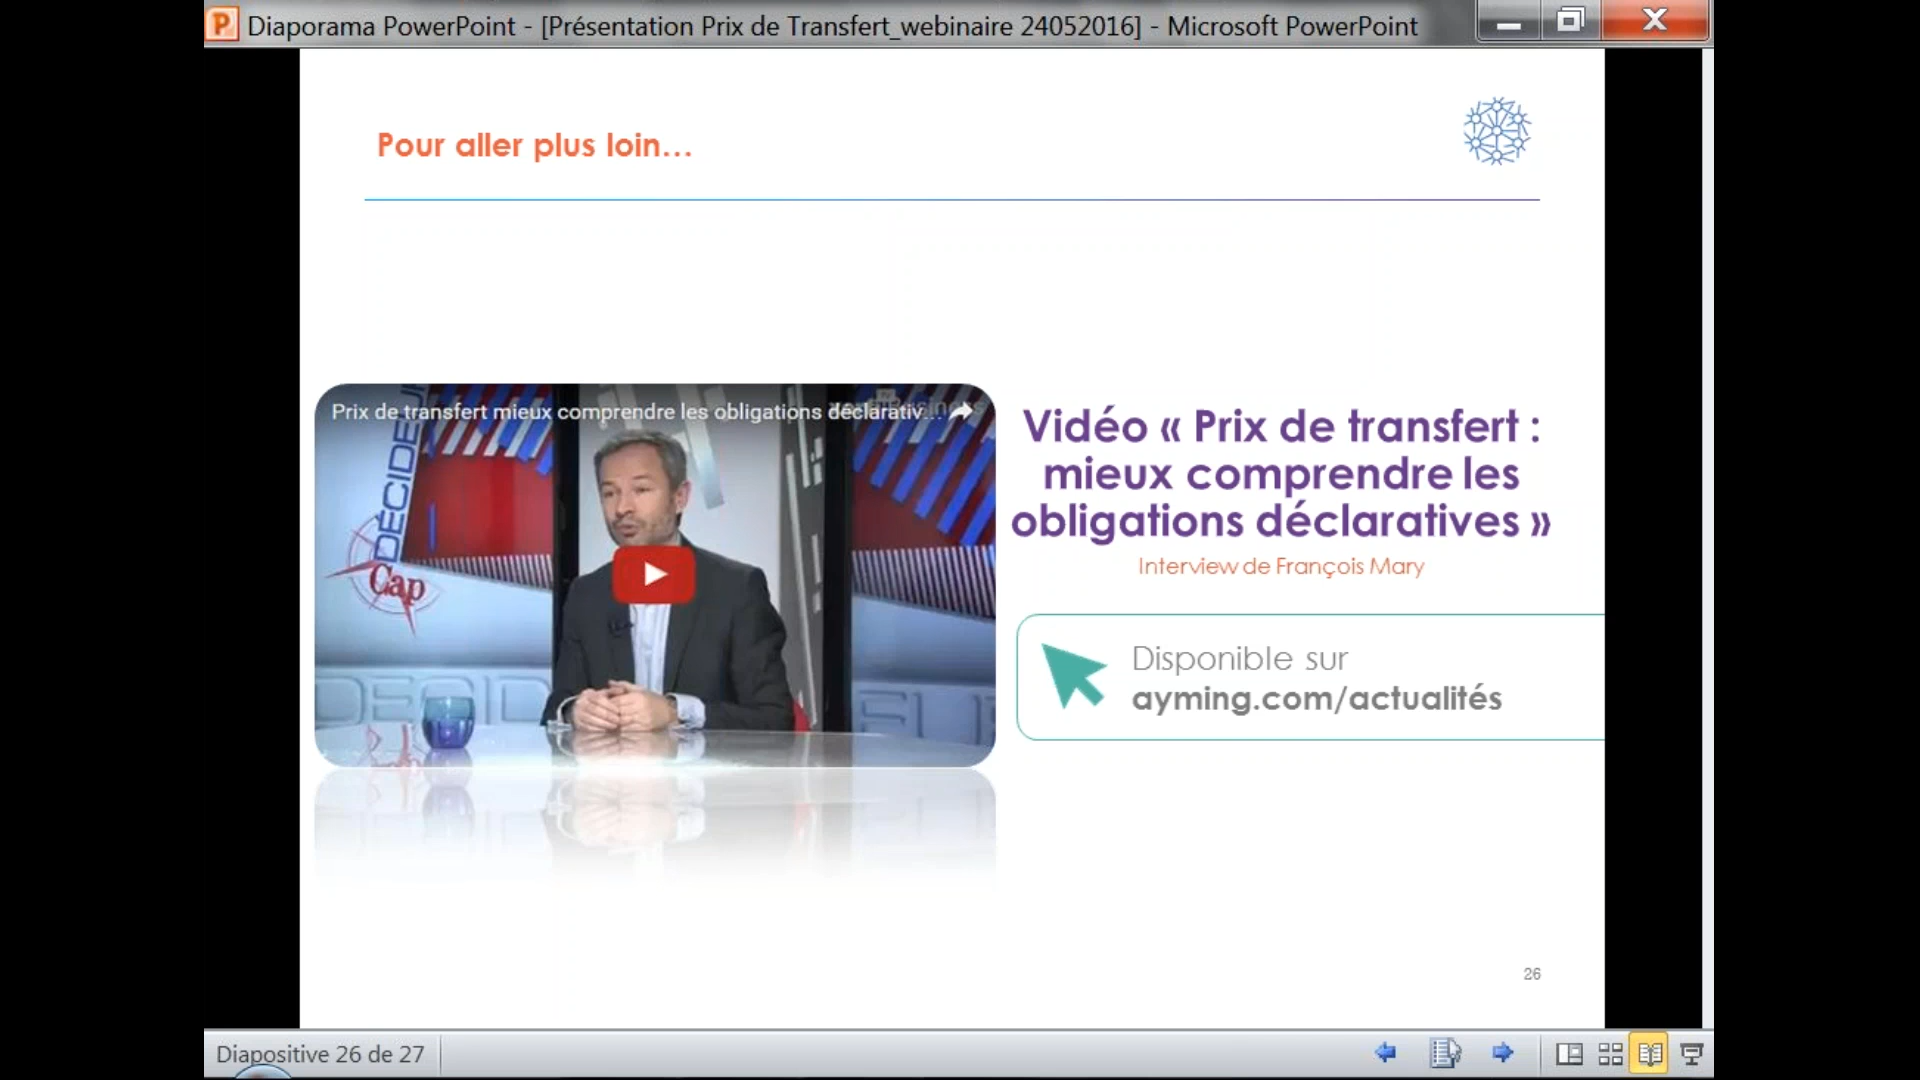 Diaporama PowerPoint - [Présentation Prix de Transfert_webinaire 24052016] - Microsoft PowerPoint
Pour aller plus loin...
Prix de transfert mieux comprendre les obligations déclarativ...
DÉCIDEUR
Cap
Vidéo « Prix de transfert :
mieux comprendre les
obligations déclaratives »
Interview de François Mary
Disponible sur
ayming.com/actualités
26
Diapositive 26 de 27